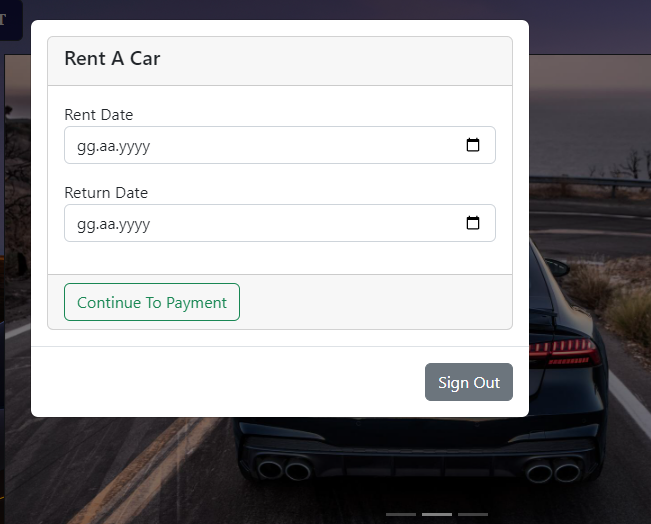 Rent A Car
Rent Date
gg.aa.yyyy
Return Date
gg.aa.yyyy
Continue To Payment
Sign Out